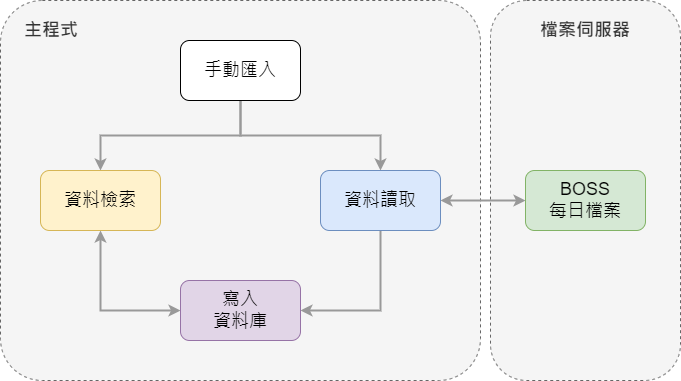 主程式
檔案伺服器
手動匯入
資料檢索
資料讀取
BOSS
每日檔案
寫入
資料庫